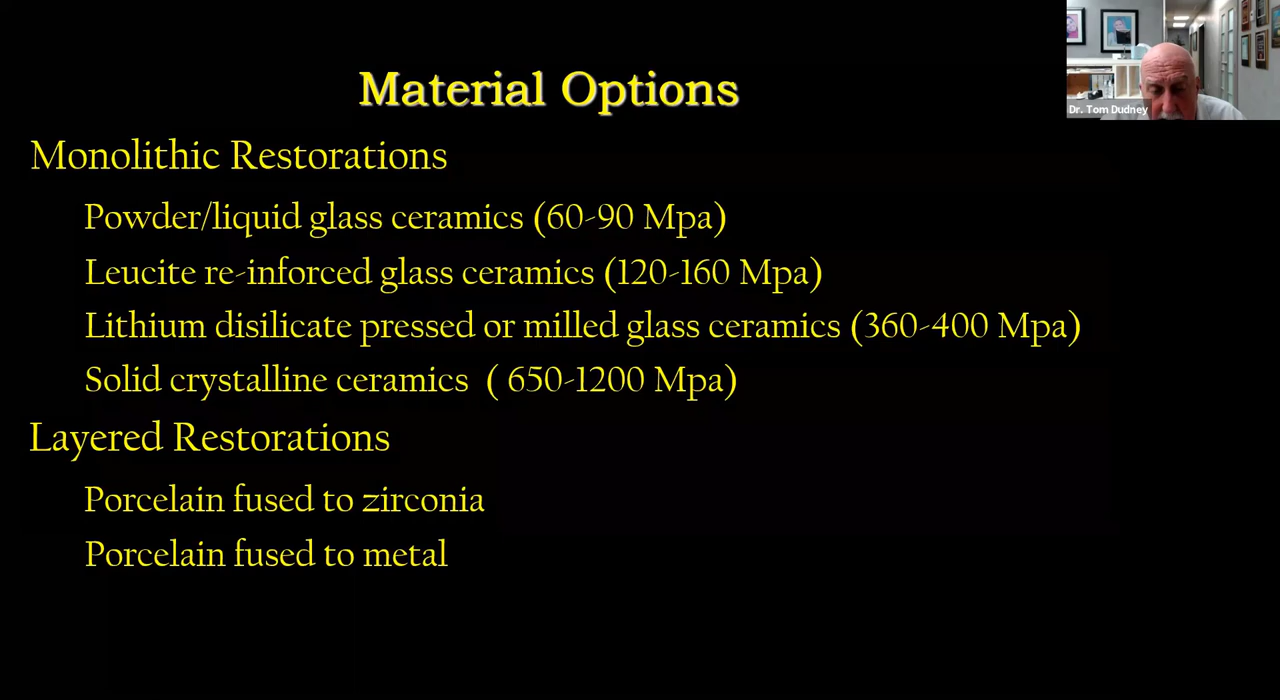 Material Options
Dr. Tom Dudney
Monolithic Restorations
Powder/liquid glass ceramics (60-90 Mpa)
Leucite re-inforced glass ceramics (120-160 Mpa)
Lithium disilicate pressed or milled glass ceramics (360-400 Mpa)
Solid crystalline ceramics ( 650-1200 Mpa)
Layered Restorations
Porcelain fused to zirconia
Porcelain fused to metal